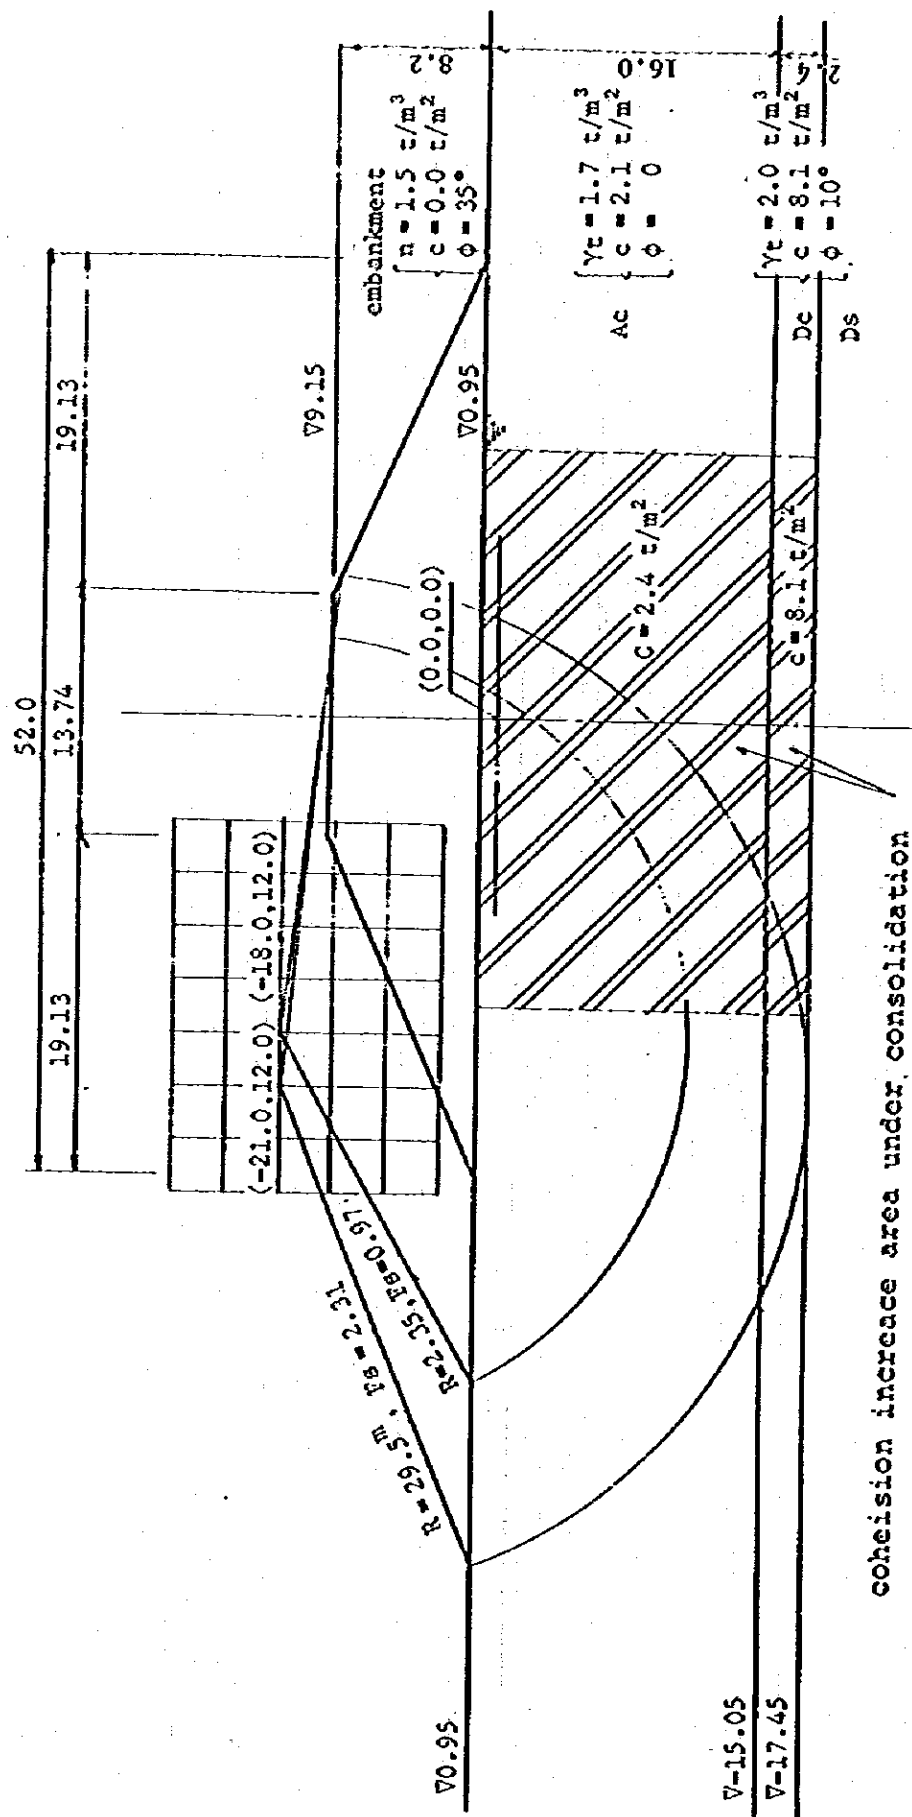 52.0
19.13
13.74
19.13
∇9.15
embankment
n = 1.5 t/m³
c = 0.0 t/m²
φ = 35°
8.2
(-21.0,12.0) (-18.0,12.0)
R = 29.5m, Fs = 2.31
R=2.35, Fs=0.97
(0.0,0.0)
∇0.95
∇0.95
Ac
γt = 1.7 t/m³
c = 2.1 t/m²
φ = 0
16.0
C = 2.4 t/m²
∇-15.05
Dc
γt = 2.0 t/m³
c = 8.1 t/m²
φ = 10°
2.4
c = 8.1 t/m²
∇-17.45
Ds
cohcision increace area under consolidation